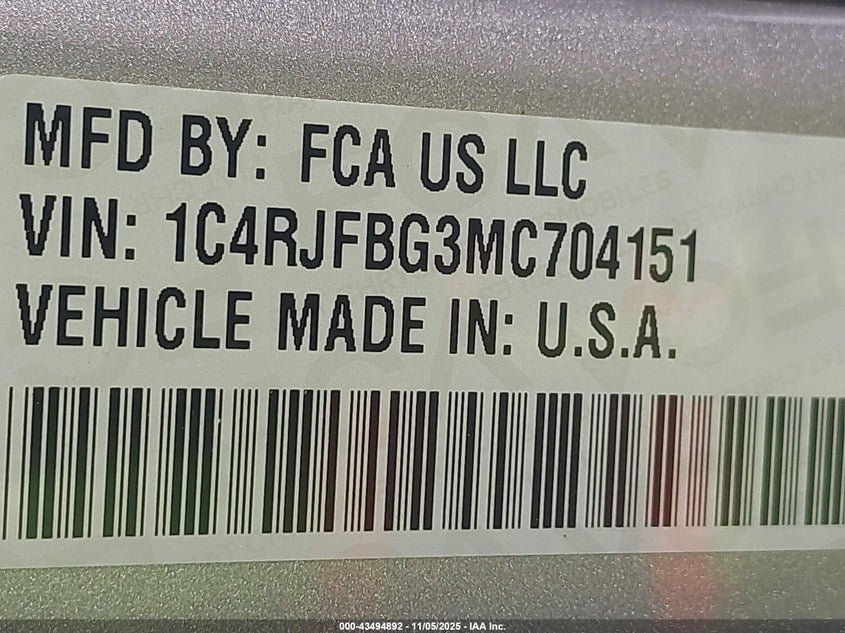 MFD BY: FCA US LLC
VIN: 1C4RJFBG3MC704151
VEHICLE MADE IN: U.S.A.
000-43494892 - 11/05/2025 - IAA Inc.